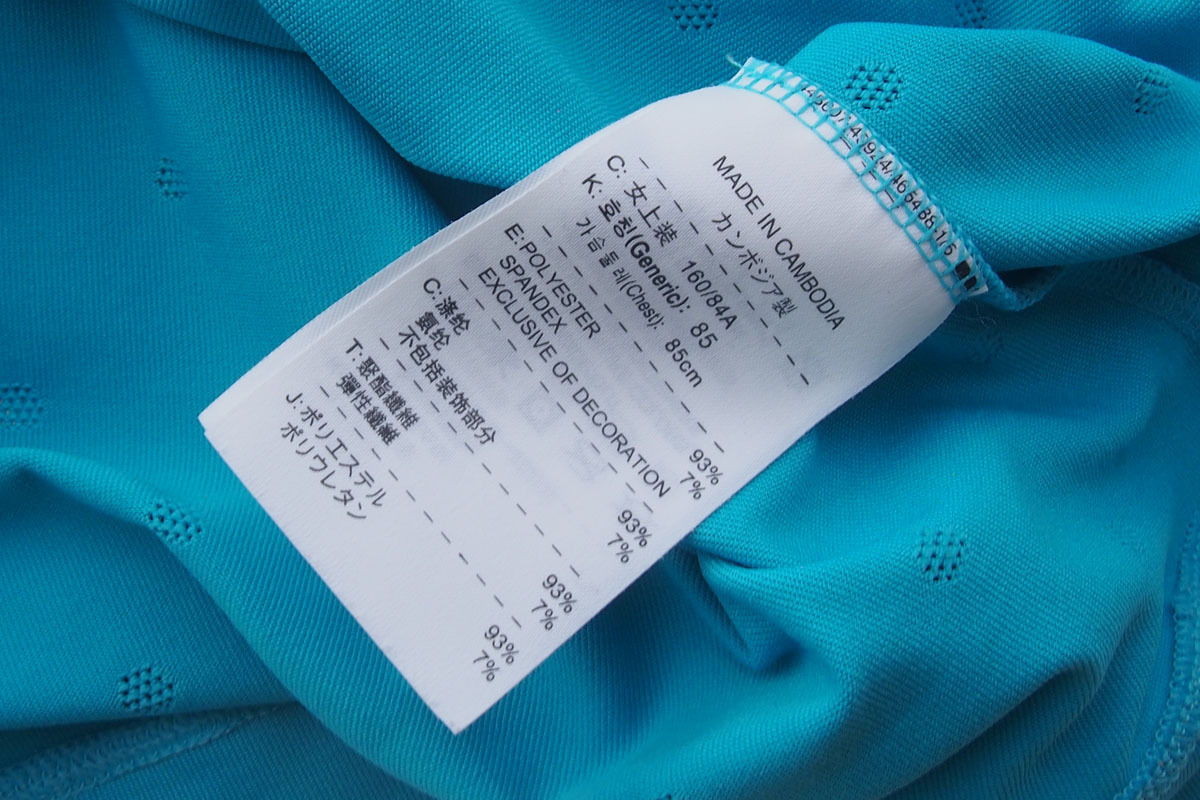 MADE IN CAMBODIA
カンボジア製
C: 女上装 160/84A
K: 호칭(Generic): 85
가슴둘레(Chest): 85cm
E: POLYESTER 93%
SPANDEX 7%
EXCLUSIVE OF DECORATION
C: 涤纶 93%
氨纶 7%
不包括装饰部分
T: 聚酯纖維 93%
彈性纖維 7%
J: ポリエステル 93%
ポリウレタン 7%